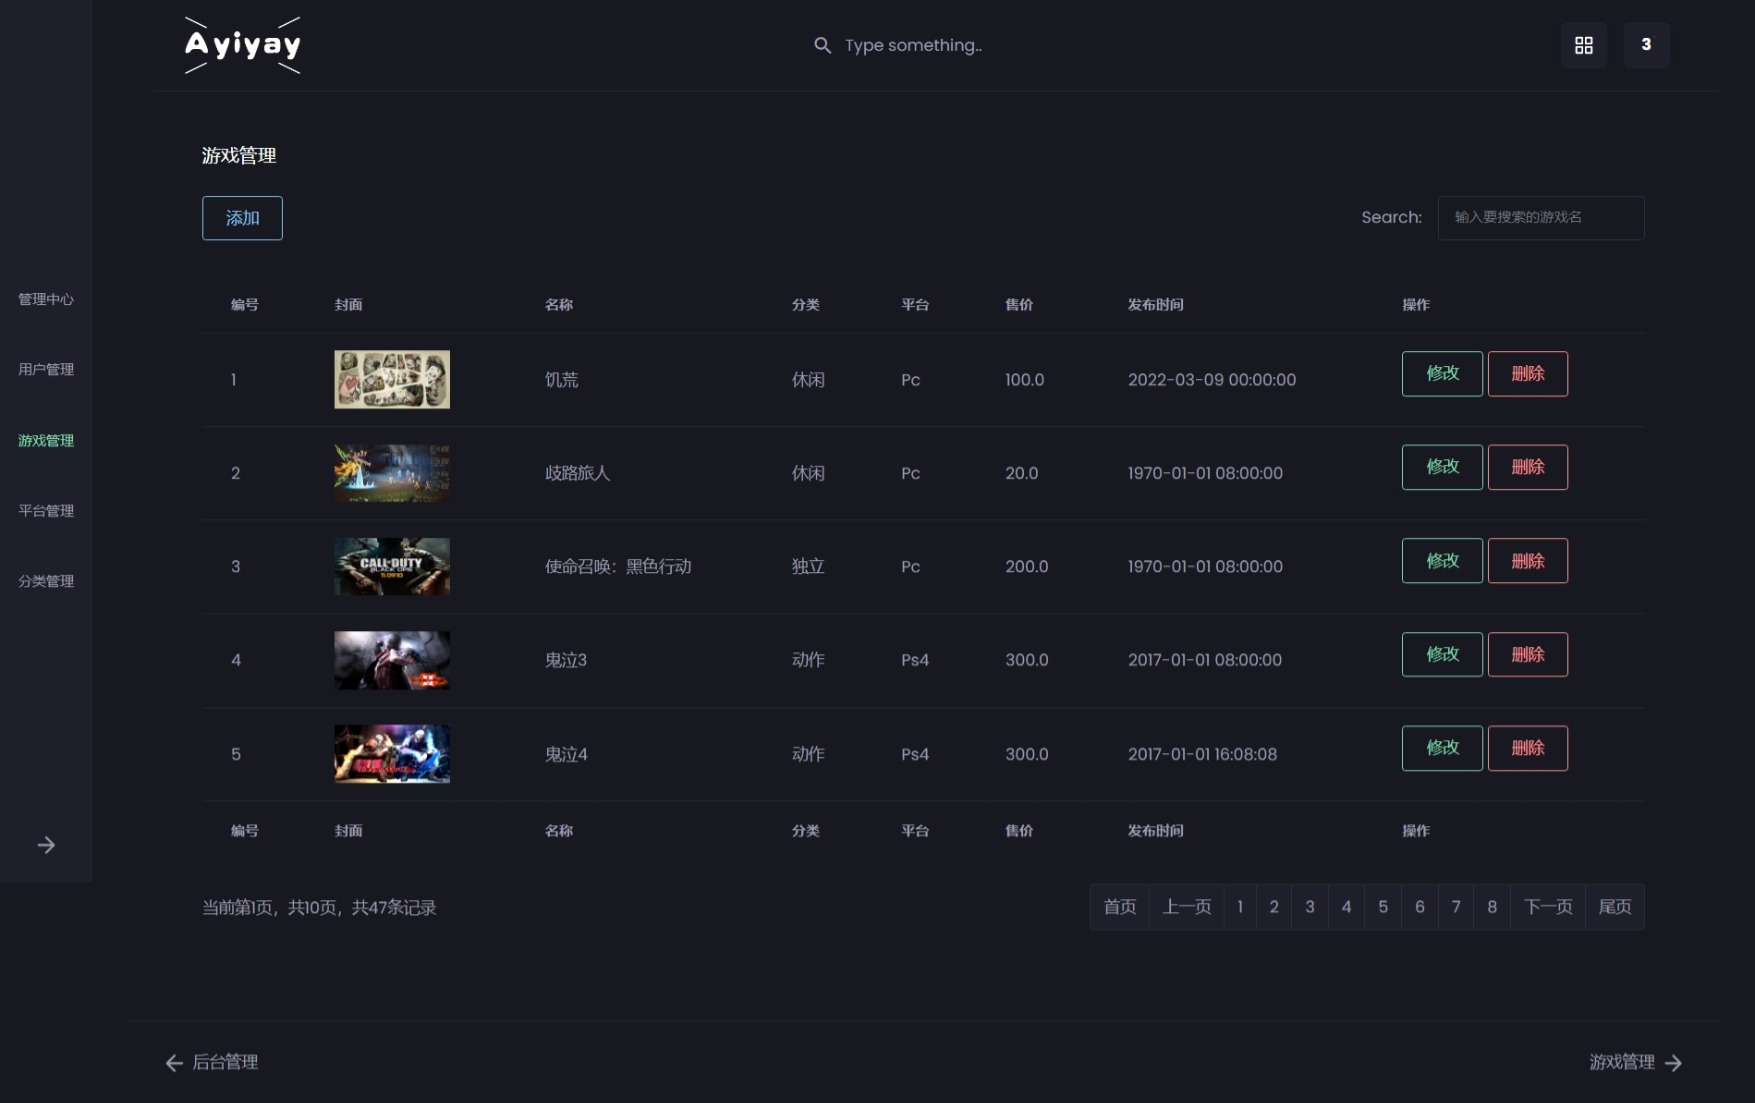 Ayiyay
Type something..
3
游戏管理
添加
Search: 输入要搜索的游戏名
管理中心
用户管理
游戏管理
平台管理
分类管理
编号 封面 名称 分类 平台 售价 发布时间 操作
1 饥荒 休闲 Pc 100.0 2022-03-09 00:00:00 修改 删除
2 歧路旅人 休闲 Pc 20.0 1970-01-01 08:00:00 修改 删除
3 CALL·DUTY BLACK OPS 11.09.10 使命召唤：黑色行动 独立 Pc 200.0 1970-01-01 08:00:00 修改 删除
4 鬼泣3 动作 Ps4 300.0 2017-01-01 08:00:00 修改 删除
5 鬼泣4 动作 Ps4 300.0 2017-01-01 16:08:08 修改 删除
编号 封面 名称 分类 平台 售价 发布时间 操作
当前第1页，共10页，共47条记录
首页 上一页 1 2 3 4 5 6 7 8 下一页 尾页
后台管理
游戏管理